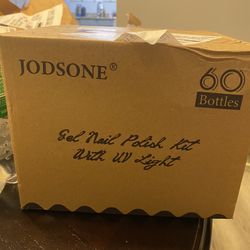 JODSONE®
60
Bottles
Gel Nail Polish Kit
With UV Light